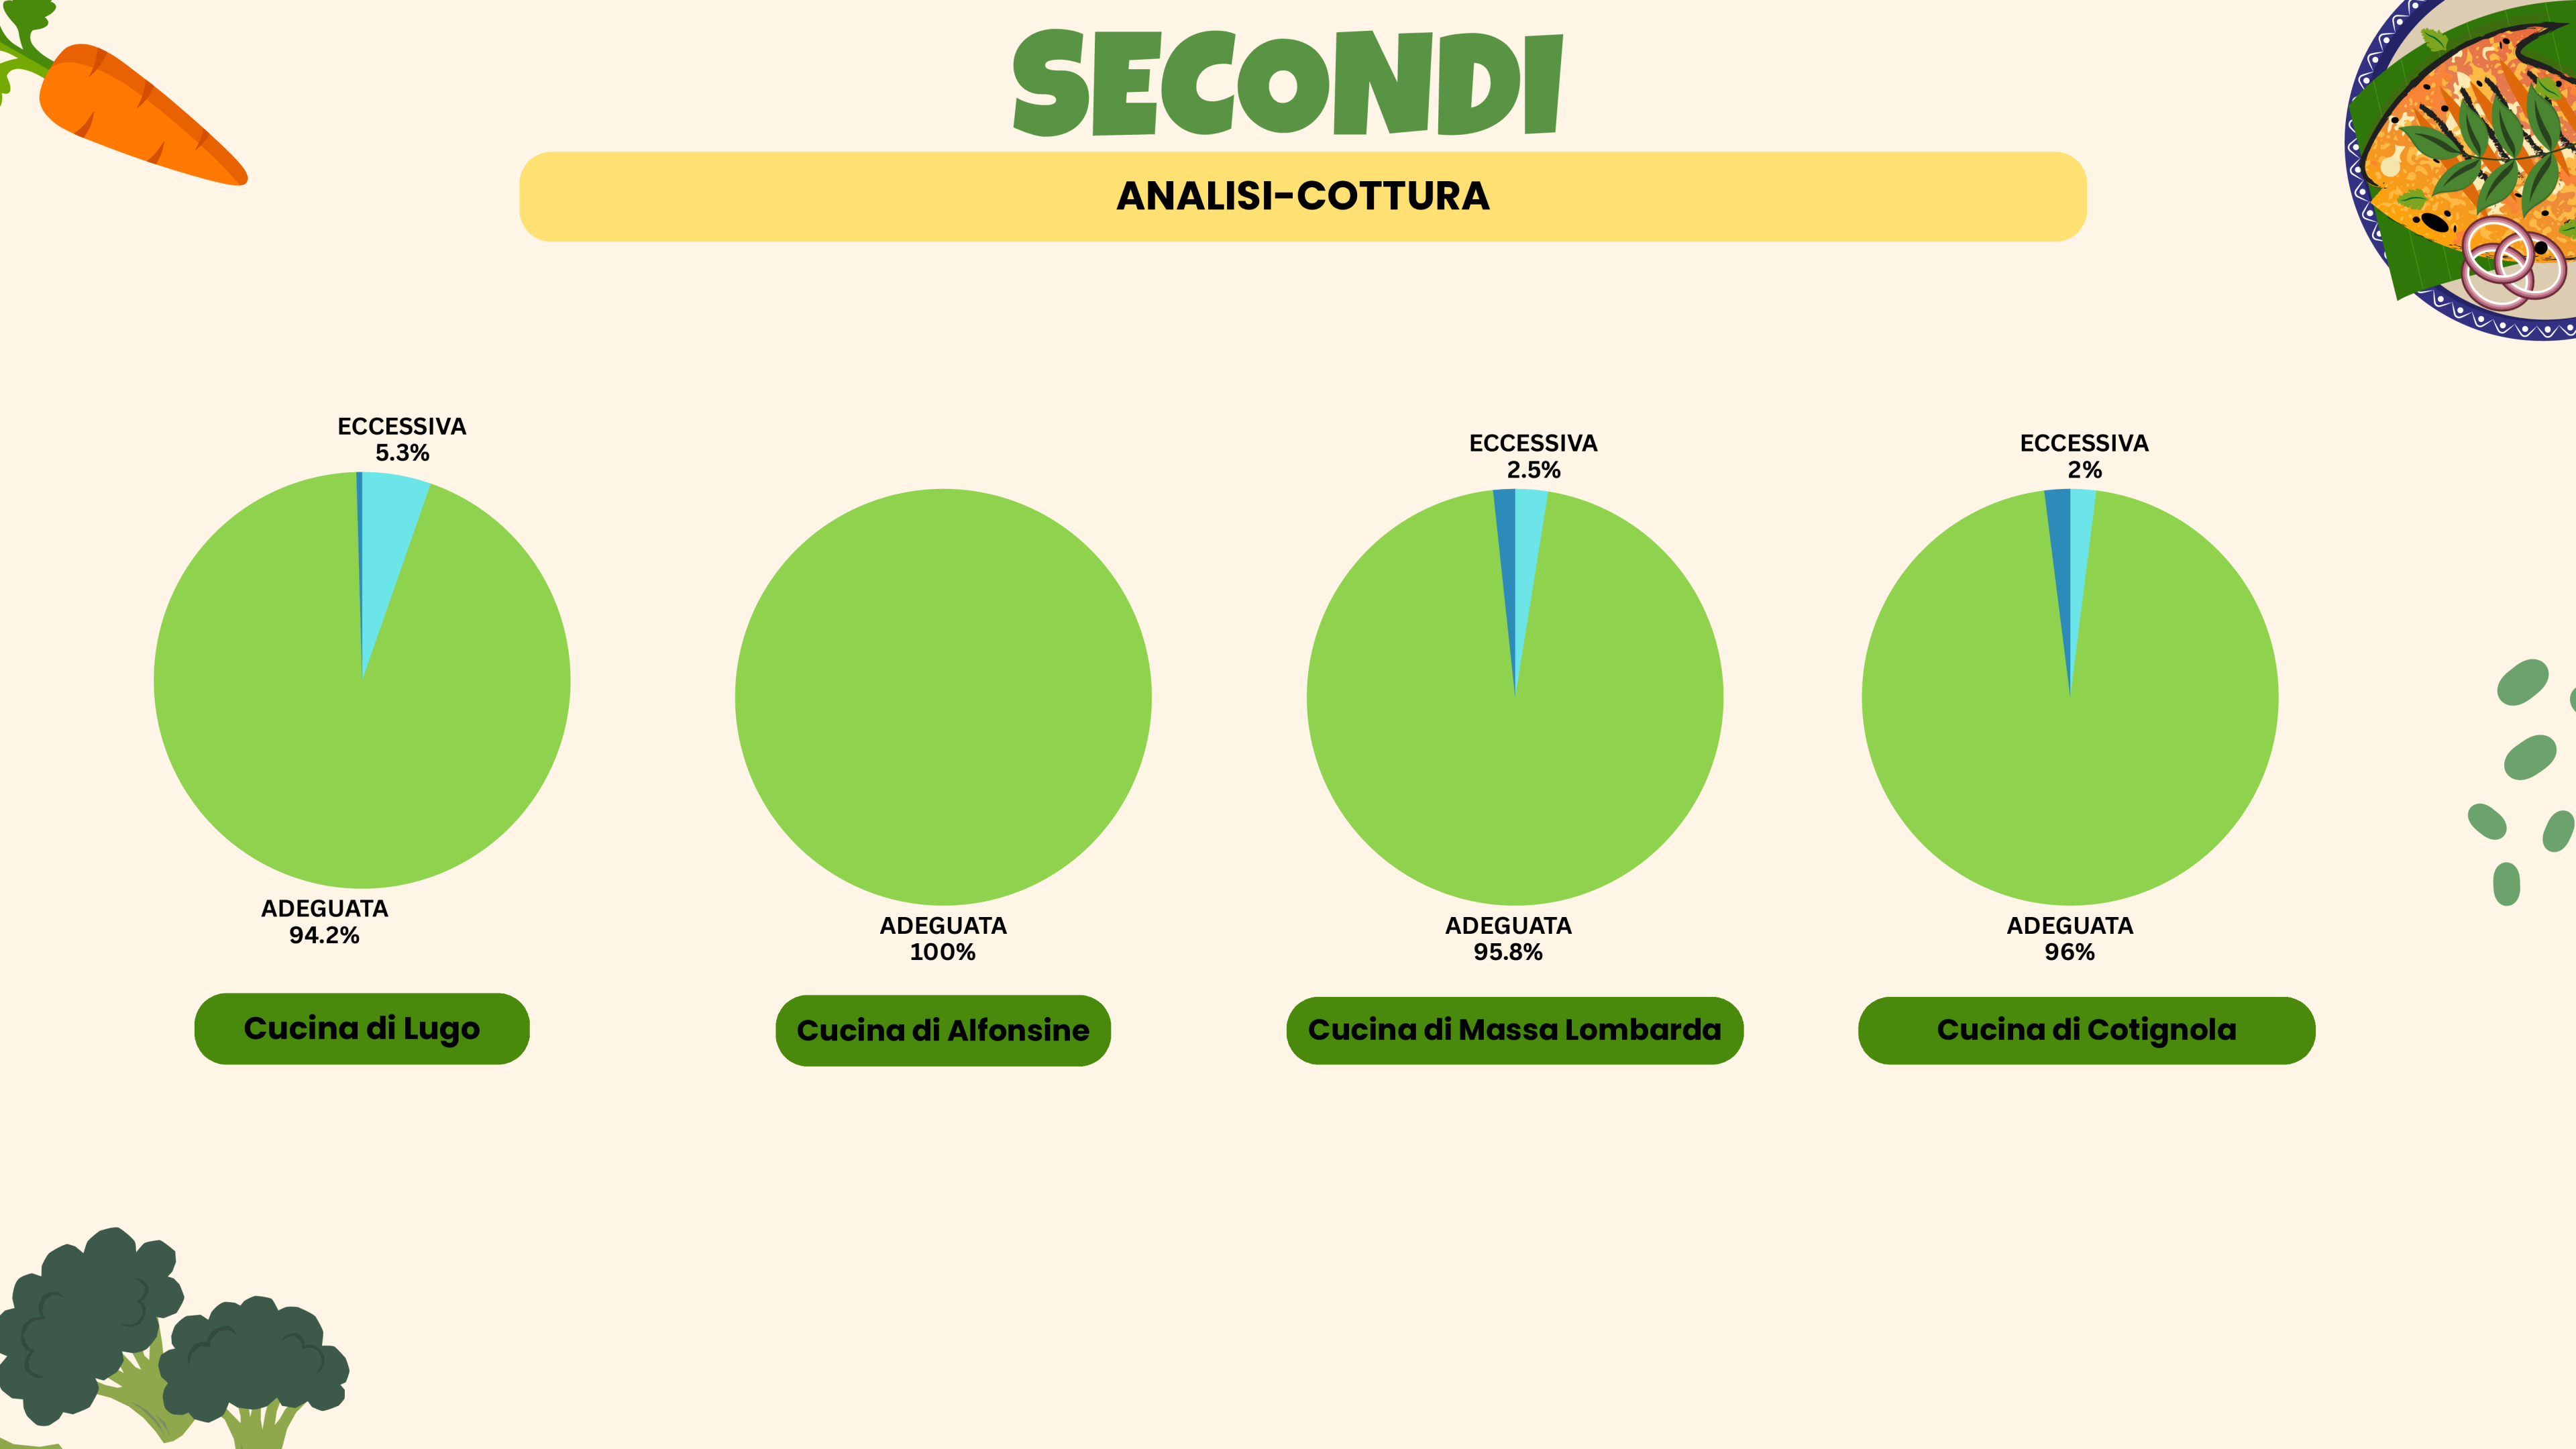 SECONDI
ANALISI-COTTURA
ECCESSIVA
5.3%
ADEGUATA
94.2%
Cucina di Lugo
ADEGUATA
100%
Cucina di Alfonsine
ECCESSIVA
2.5%
ADEGUATA
95.8%
Cucina di Massa Lombarda
ECCESSIVA
2%
ADEGUATA
96%
Cucina di Cotignola